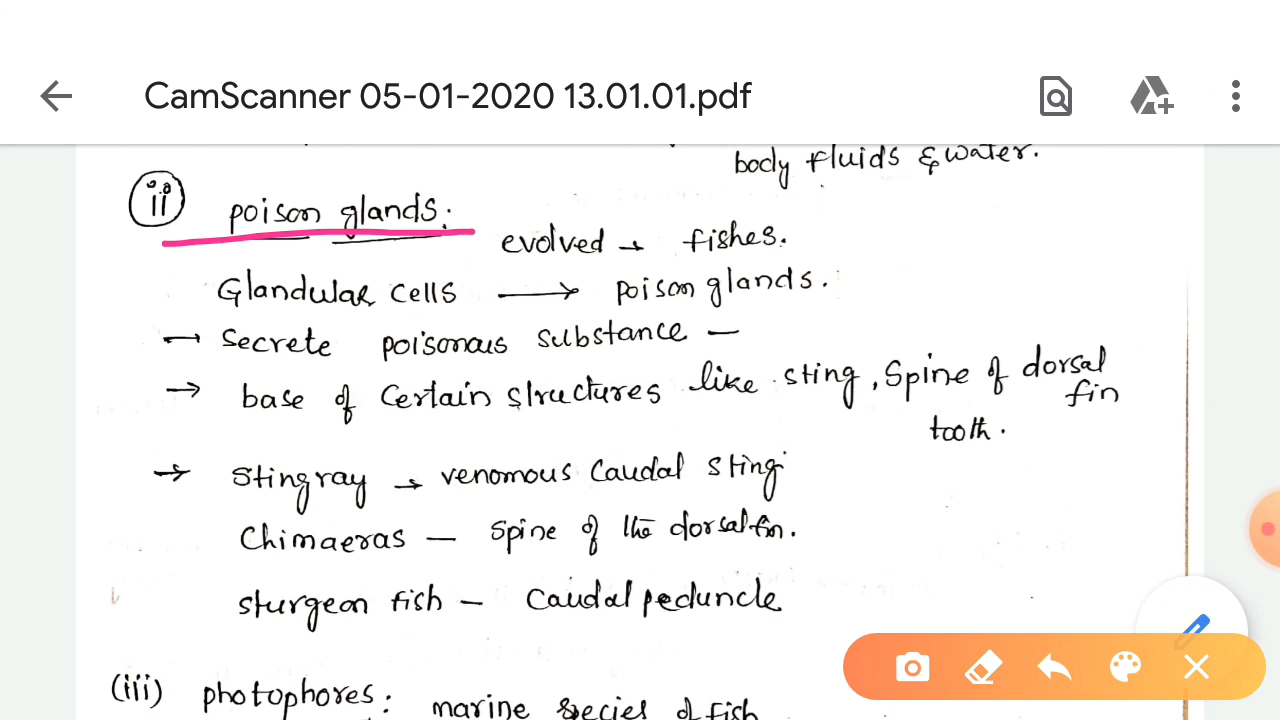 CamScanner 05-01-2020 13.01.01.pdf
body fluids & water.
(ii) poison glands:
evolved → fishes.
Glandular cells → poison glands.
→ Secrete poisonous substance —
→ base of Certain structures like sting, Spine of dorsal fin
tooth.
→ Stingray → venomous Caudal sting
Chimaeras — Spine of the dorsal fin.
sturgeon fish — Caudal peduncle
(iii) photophores: marine species of fish